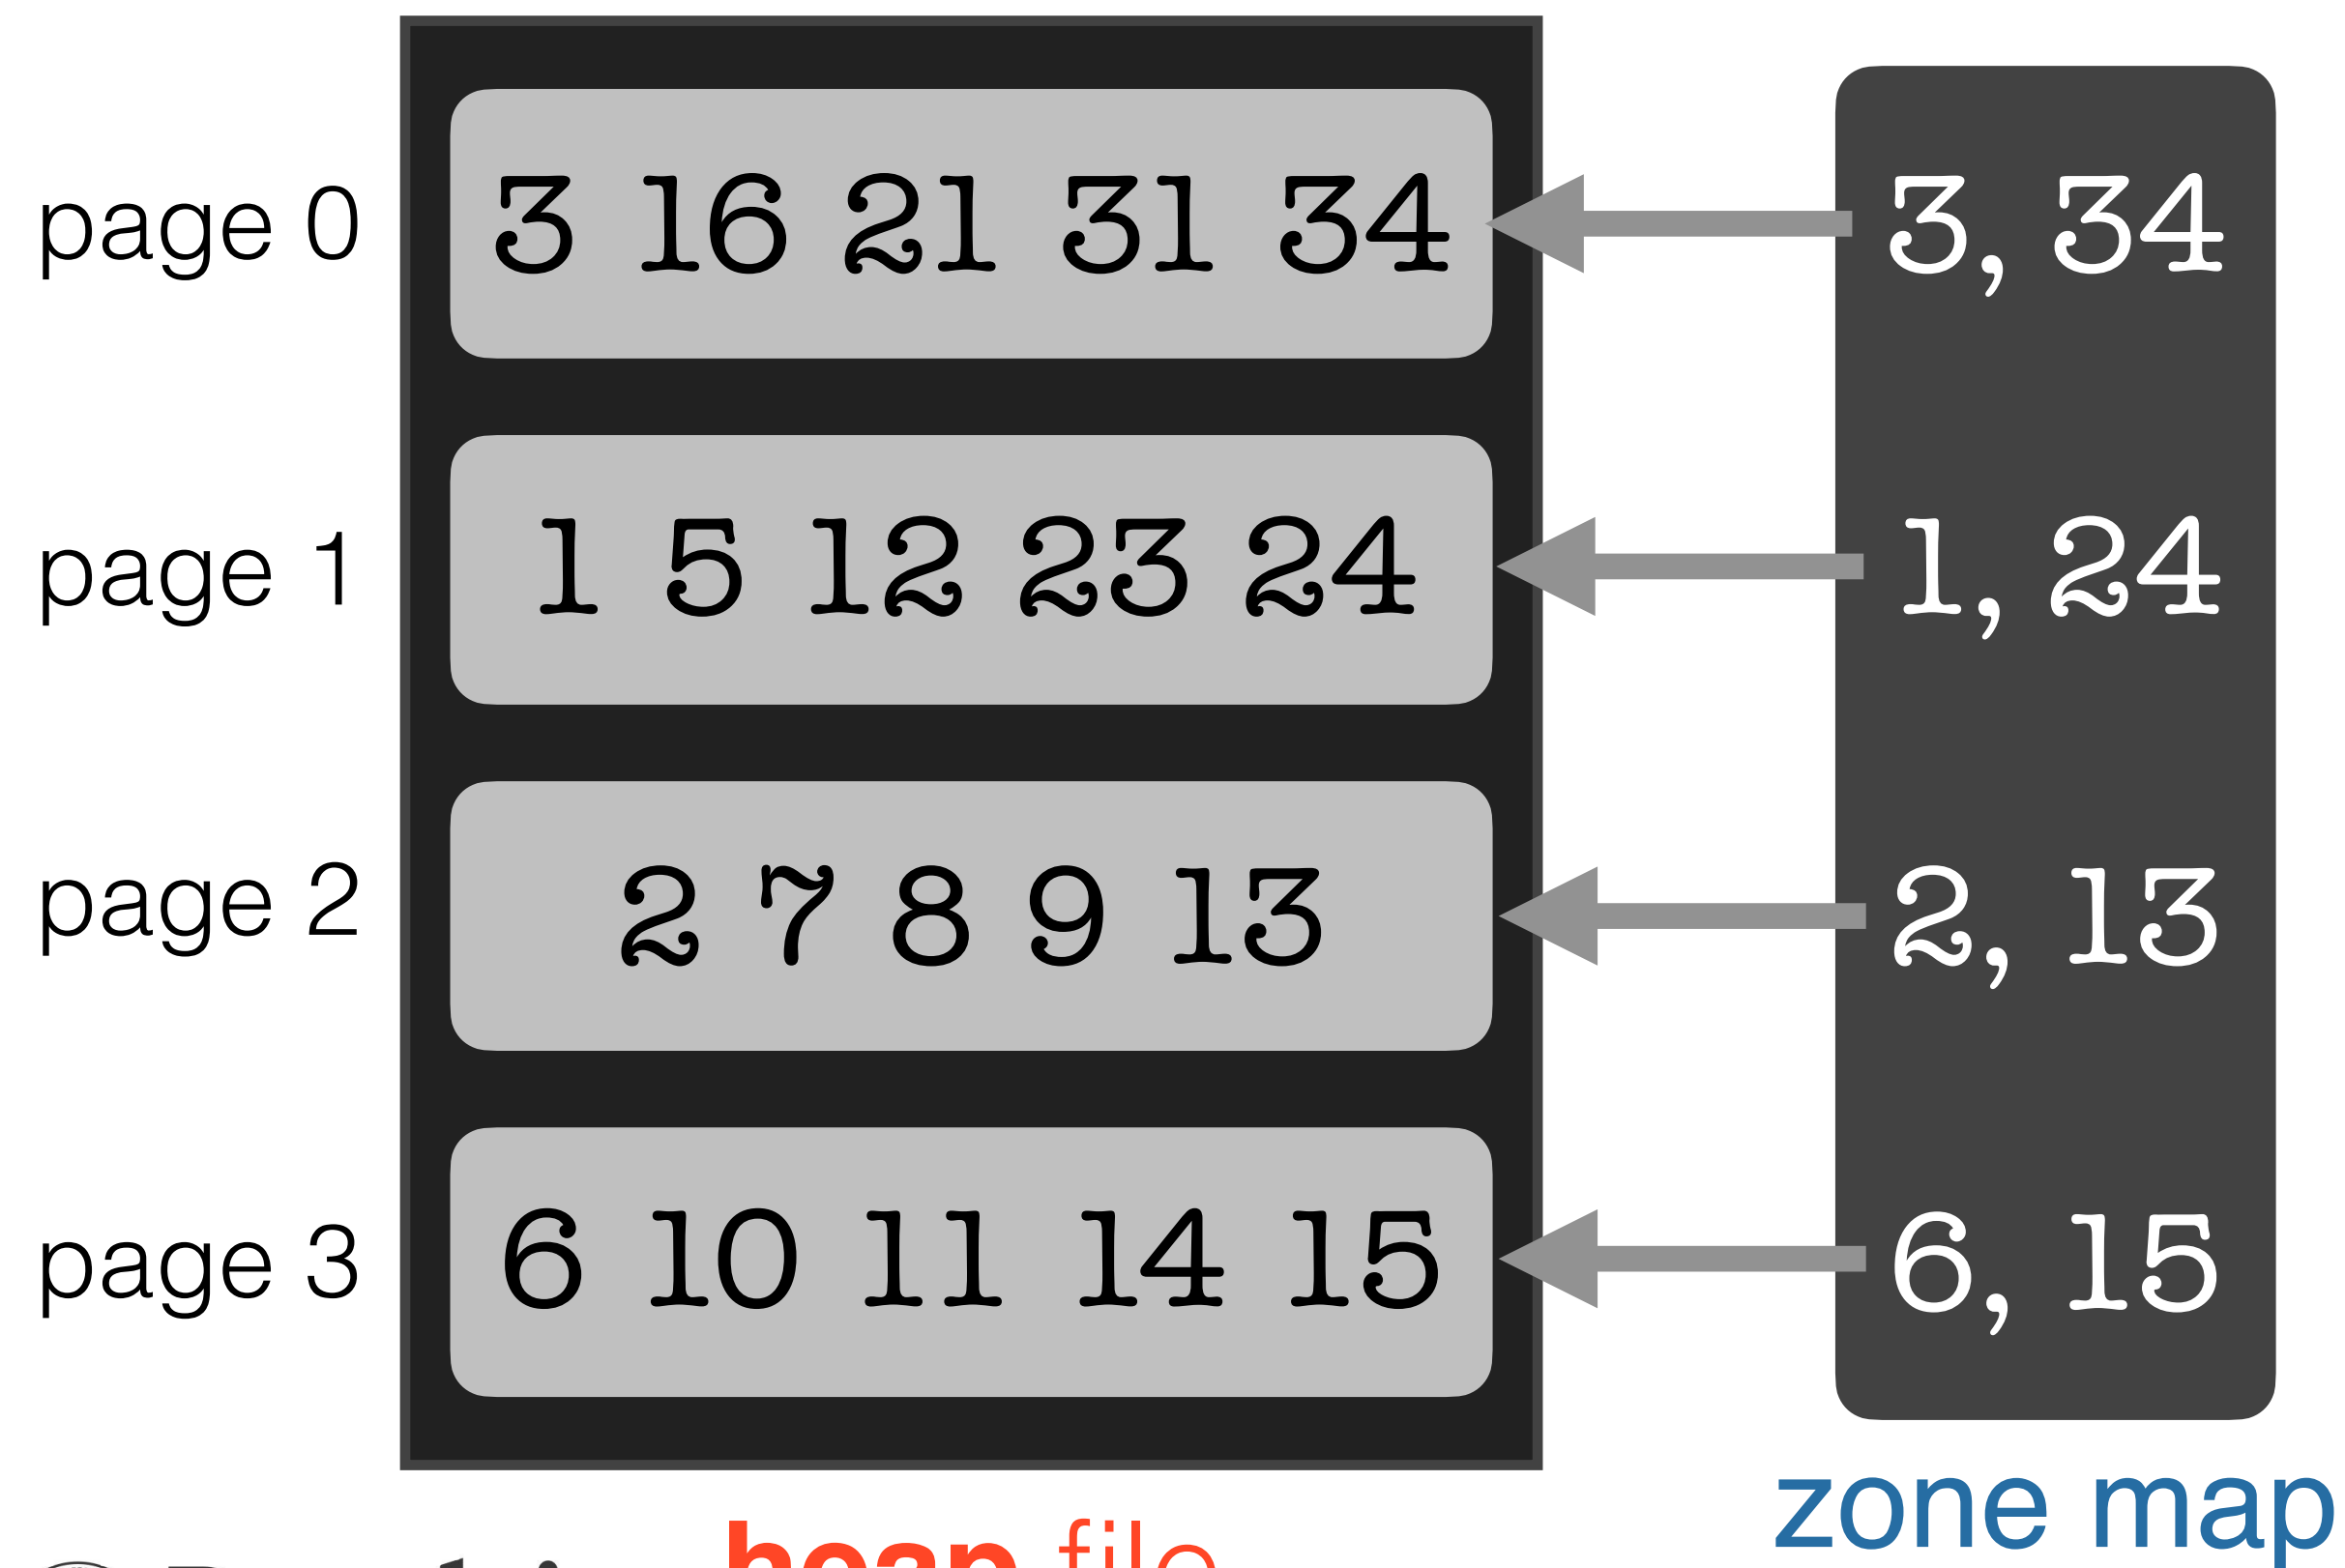 page 0 3 16 21 31 34 3, 34
page 1 1 5 12 23 24 1, 24
page 2 2 7 8 9 13 2, 13
page 3 6 10 11 14 15 6, 15
zone map
heap file